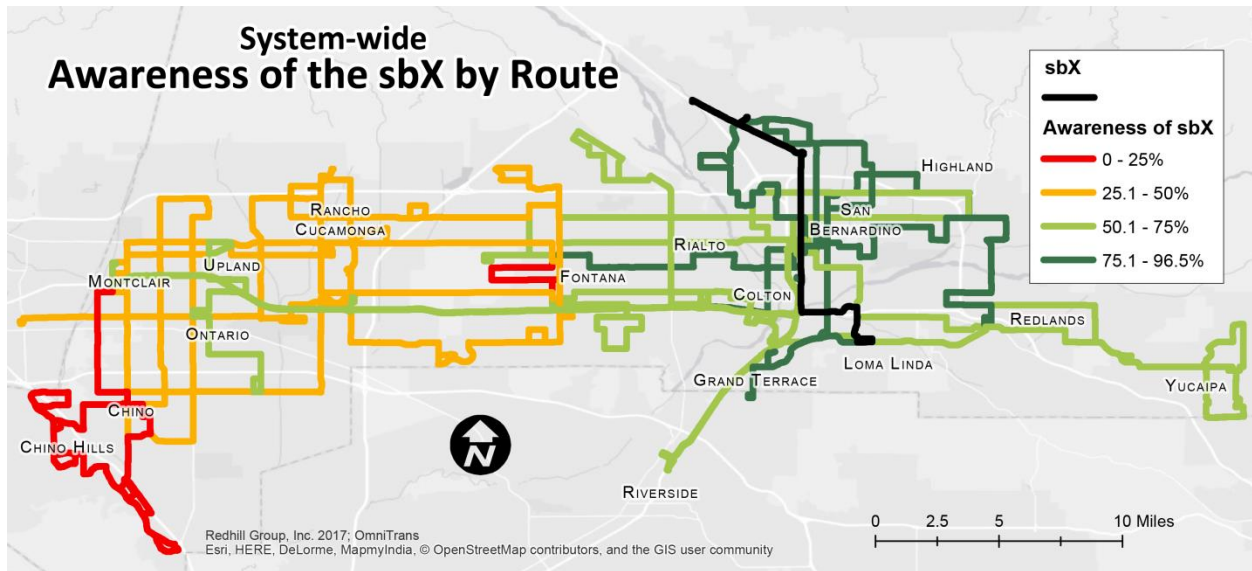 System-wide
Awareness of the sbX by Route
sbX
Awareness of sbX
0 - 25%
25.1 - 50%
50.1 - 75%
75.1 - 96.5%
HIGHLAND
SAN
BERNARDINO
RANCHO
CUCAMONGA
RIALTO
UPLAND
MONTCLAIR
FONTANA
COLTON
ONTARIO
REDLANDS
LOMA LINDA
GRAND TERRACE
YUCAIPA
CHINO
CHINO HILLS
N
RIVERSIDE
0 2.5 5 10 Miles
Redhill Group, Inc. 2017; OmniTrans
Esri, HERE, DeLorme, MapmyIndia, © OpenStreetMap contributors, and the GIS user community